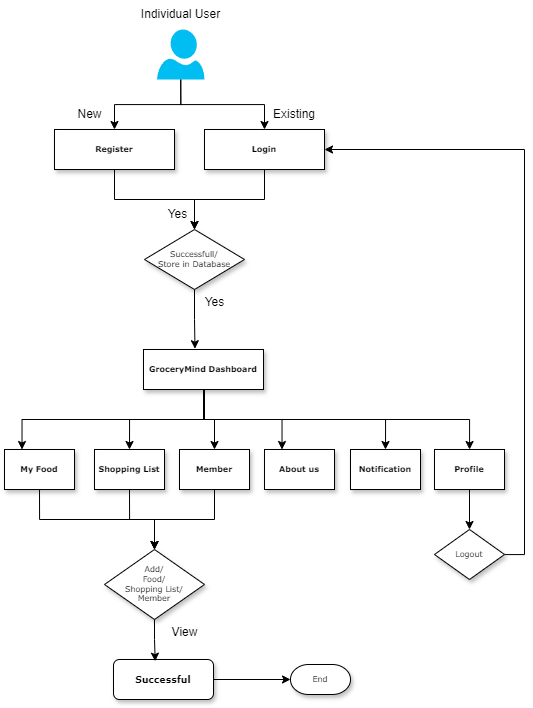 Individual User
New
Existing
Register
Login
Yes
Successfull/
Store in Database
Yes
GroceryMind Dashboard
My Food
Shopping List
Member
About us
Notification
Profile
Logout
Add/
Food/
Shopping List/
Member
View
Successful
End